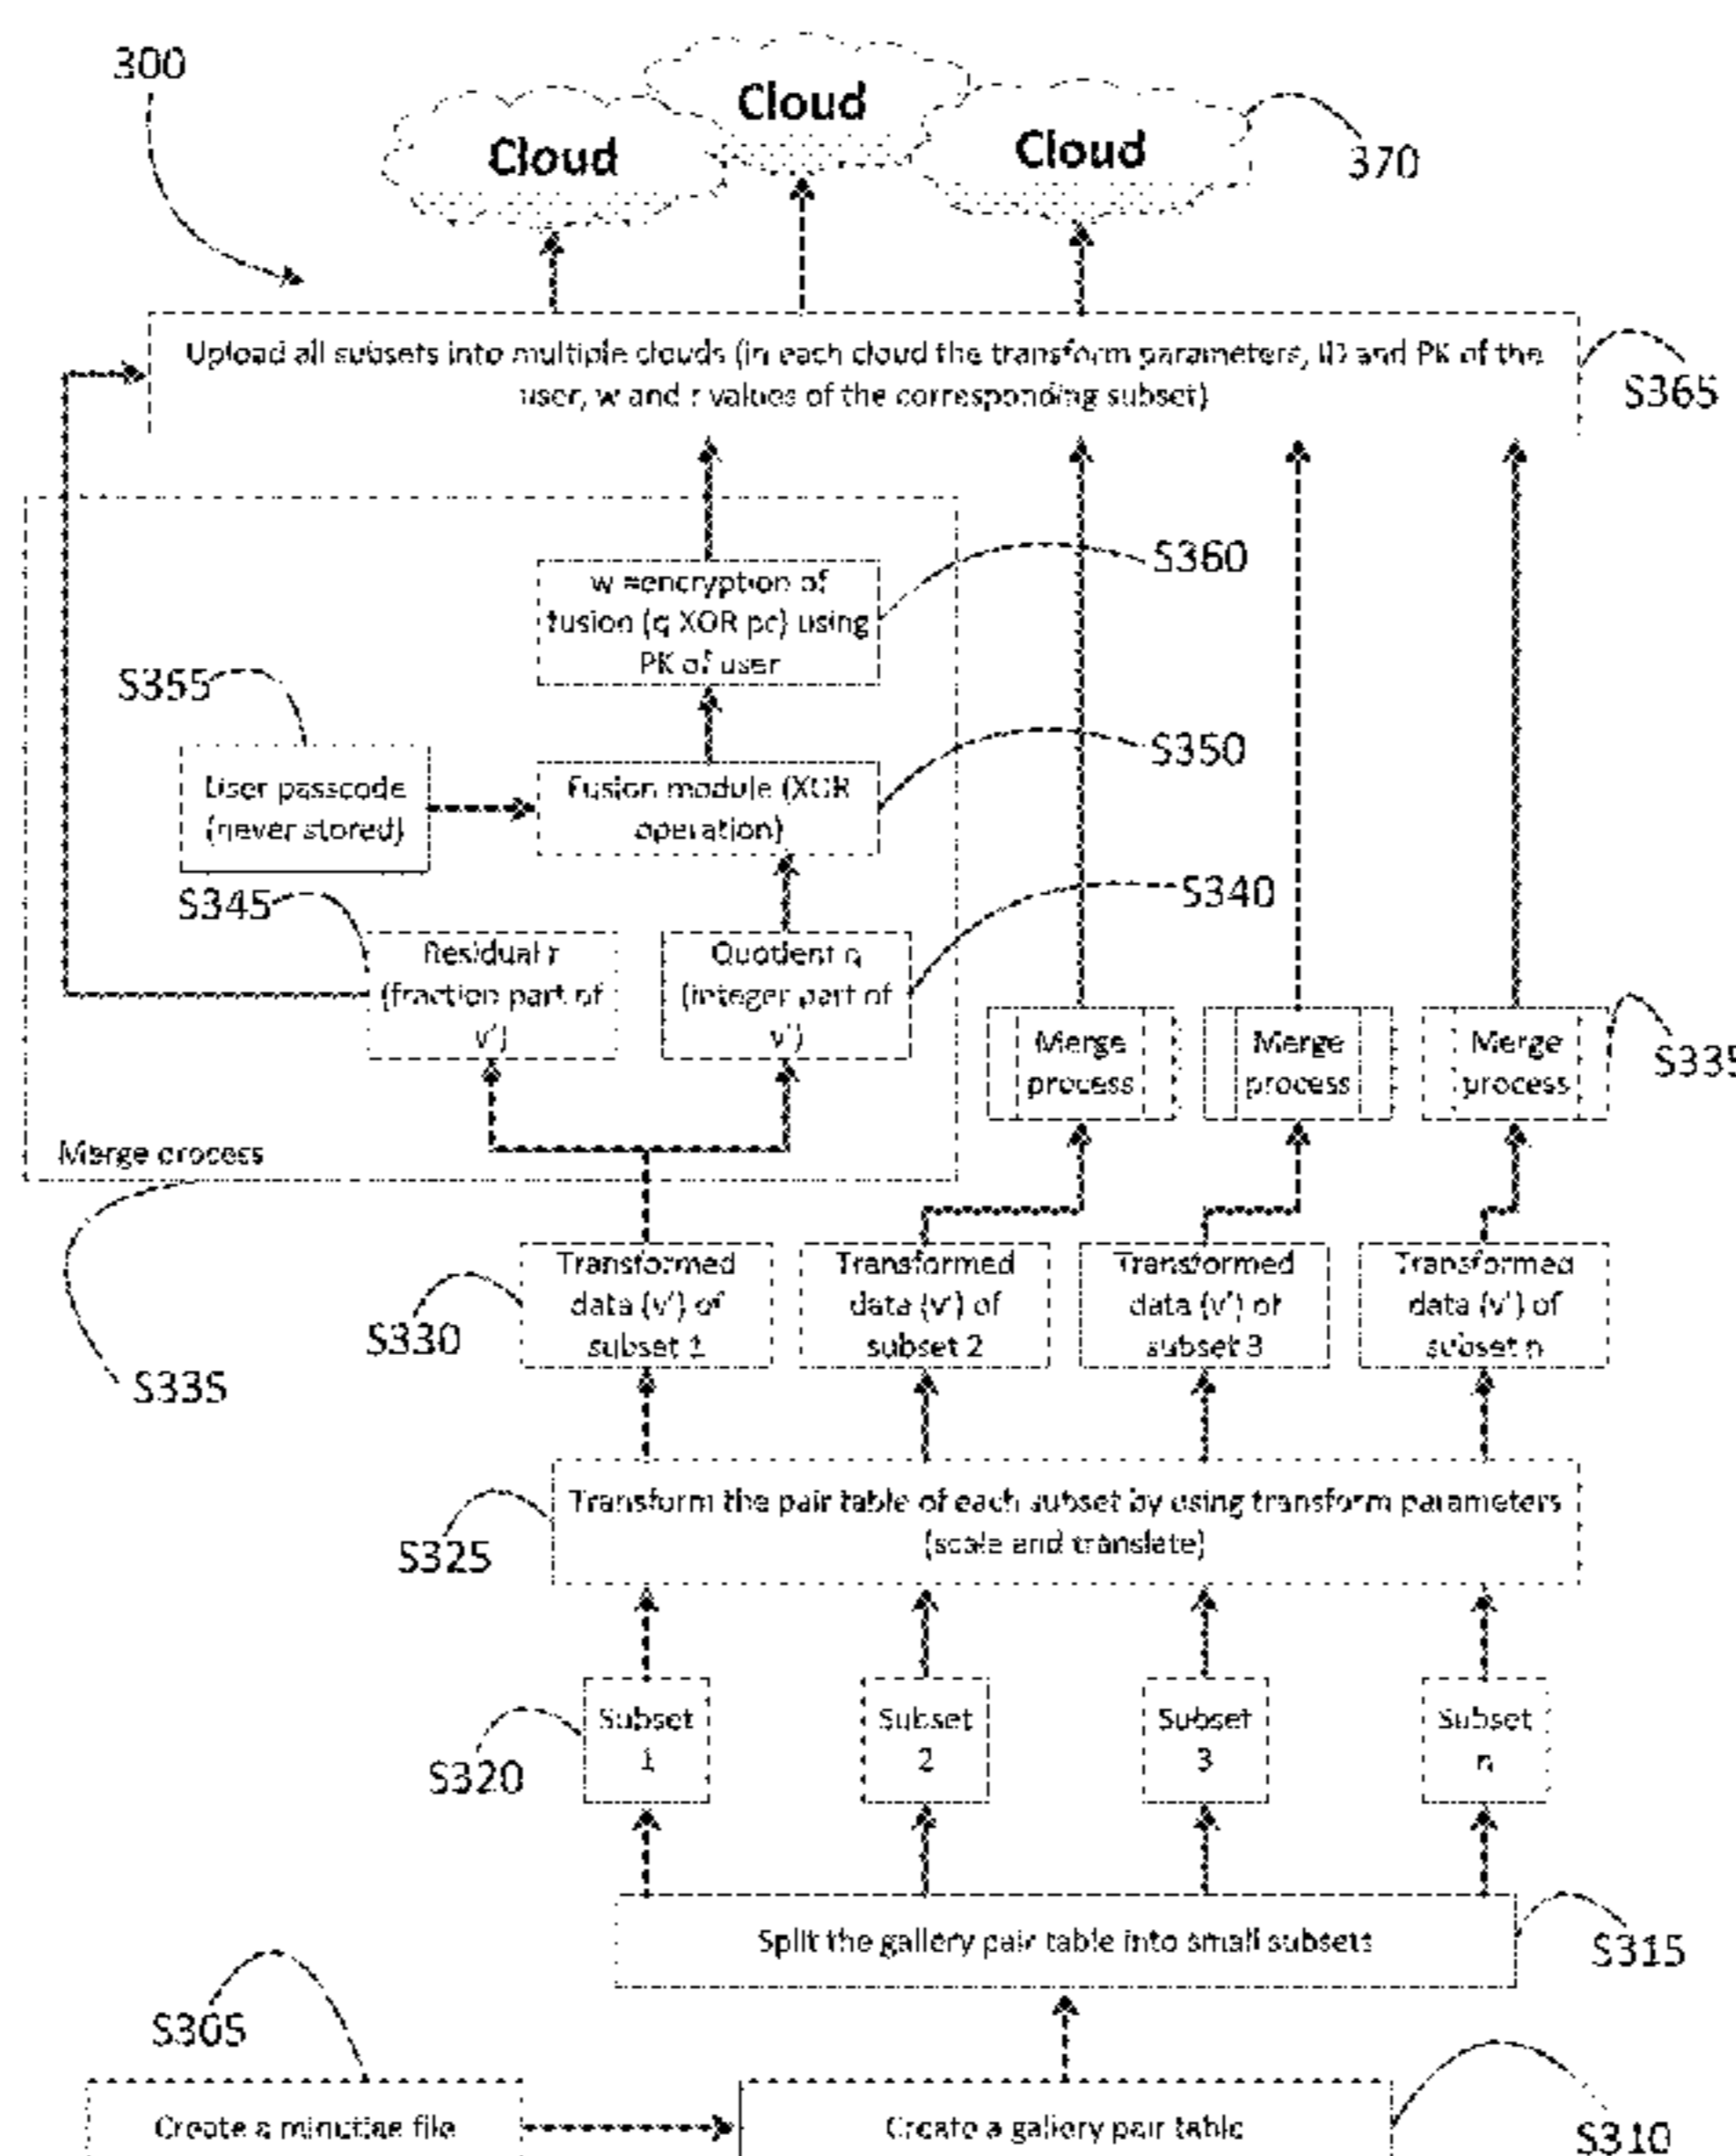 300
Cloud
Cloud
Cloud
370
Upload all subsets into multiple clouds (in each cloud the transform parameters, ID and PK of the
user, w and r values of the corresponding subset)
S365
w =encryption of
fusion (q XOR pc) using
PK of user
S360
S355
User passcode
(never stored)
Fusion module (XOR
operation)
S350
S345
Residual r
(fraction part of
v')
Quotient q
(integer part of
v')
S340
Merge
process
Merge
process
Merge
process
S335
Merge process
S335
Transformed
data (v') of
subset 1
Transformed
data (v') of
subset 2
Transformed
data (v') of
subset 3
Transformed
data (v') of
subset n
S330
Transform the pair table of each subset by using transform parameters
(scale and translate)
S325
Subset
1
Subset
2
Subset
3
Subset
n
S320
Split the gallery pair table into small subsets
S315
S305
Create a minutiae file
Create a gallery pair table
S310